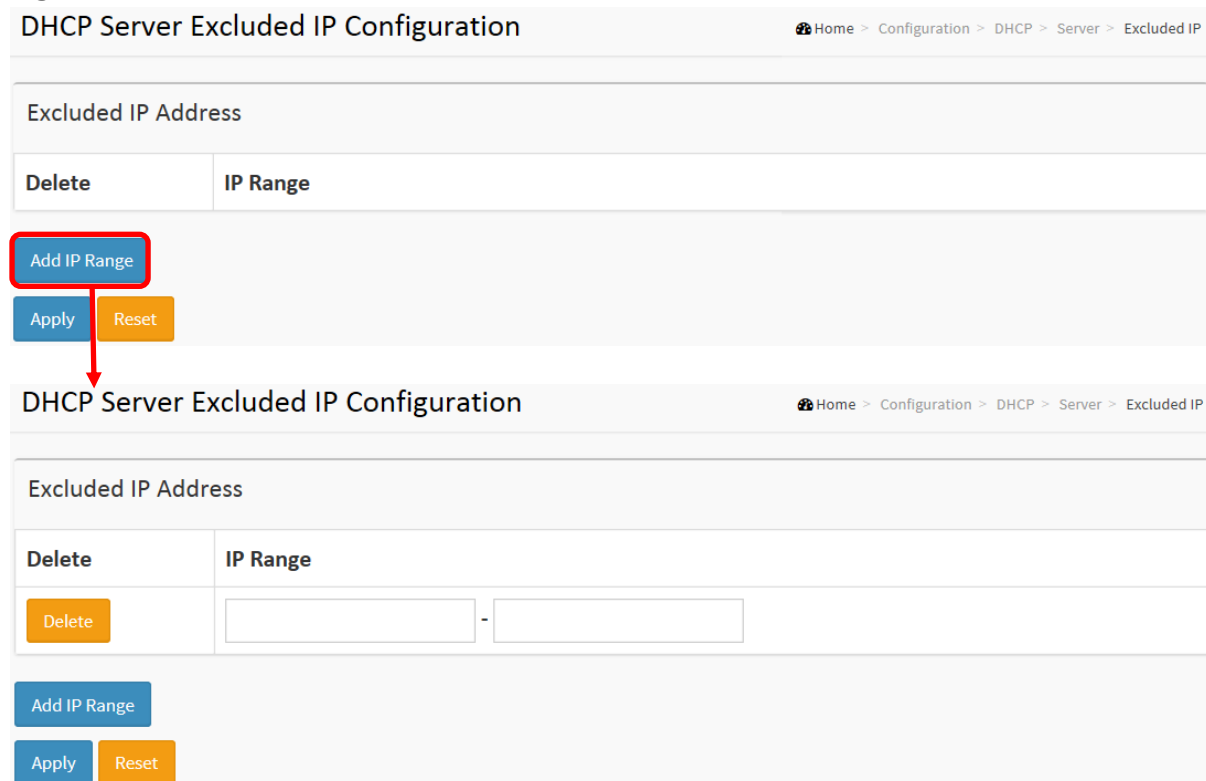 DHCP Server Excluded IP Configuration Home > Configuration > DHCP > Server > Excluded IP
Excluded IP Address
Delete IP Range
Add IP Range
Apply Reset
DHCP Server Excluded IP Configuration Home > Configuration > DHCP > Server > Excluded IP
Excluded IP Address
Delete IP Range
Delete -
Add IP Range
Apply Reset